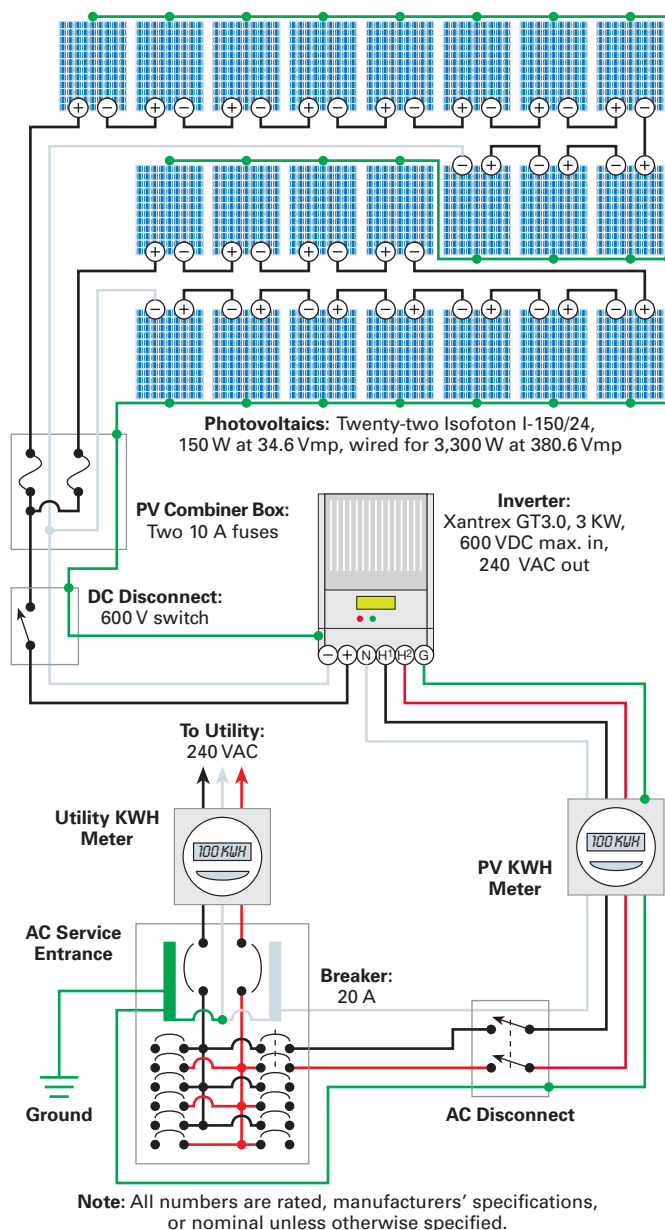 Photovoltaics: Twenty-two Isofoton I-150/24,
150 W at 34.6 Vmp, wired for 3,300 W at 380.6 Vmp
PV Combiner Box:
Two 10 A fuses
Inverter:
Xantrex GT3.0, 3 KW,
600 VDC max. in,
240 VAC out
DC Disconnect:
600 V switch
− + N H1 H2 G
To Utility:
240 VAC
Utility KWH
Meter
100 KWH
100 KWH
PV KWH
Meter
AC Service
Entrance
Breaker:
20 A
Ground
AC Disconnect
Note: All numbers are rated, manufacturers’ specifications,
or nominal unless otherwise specified.